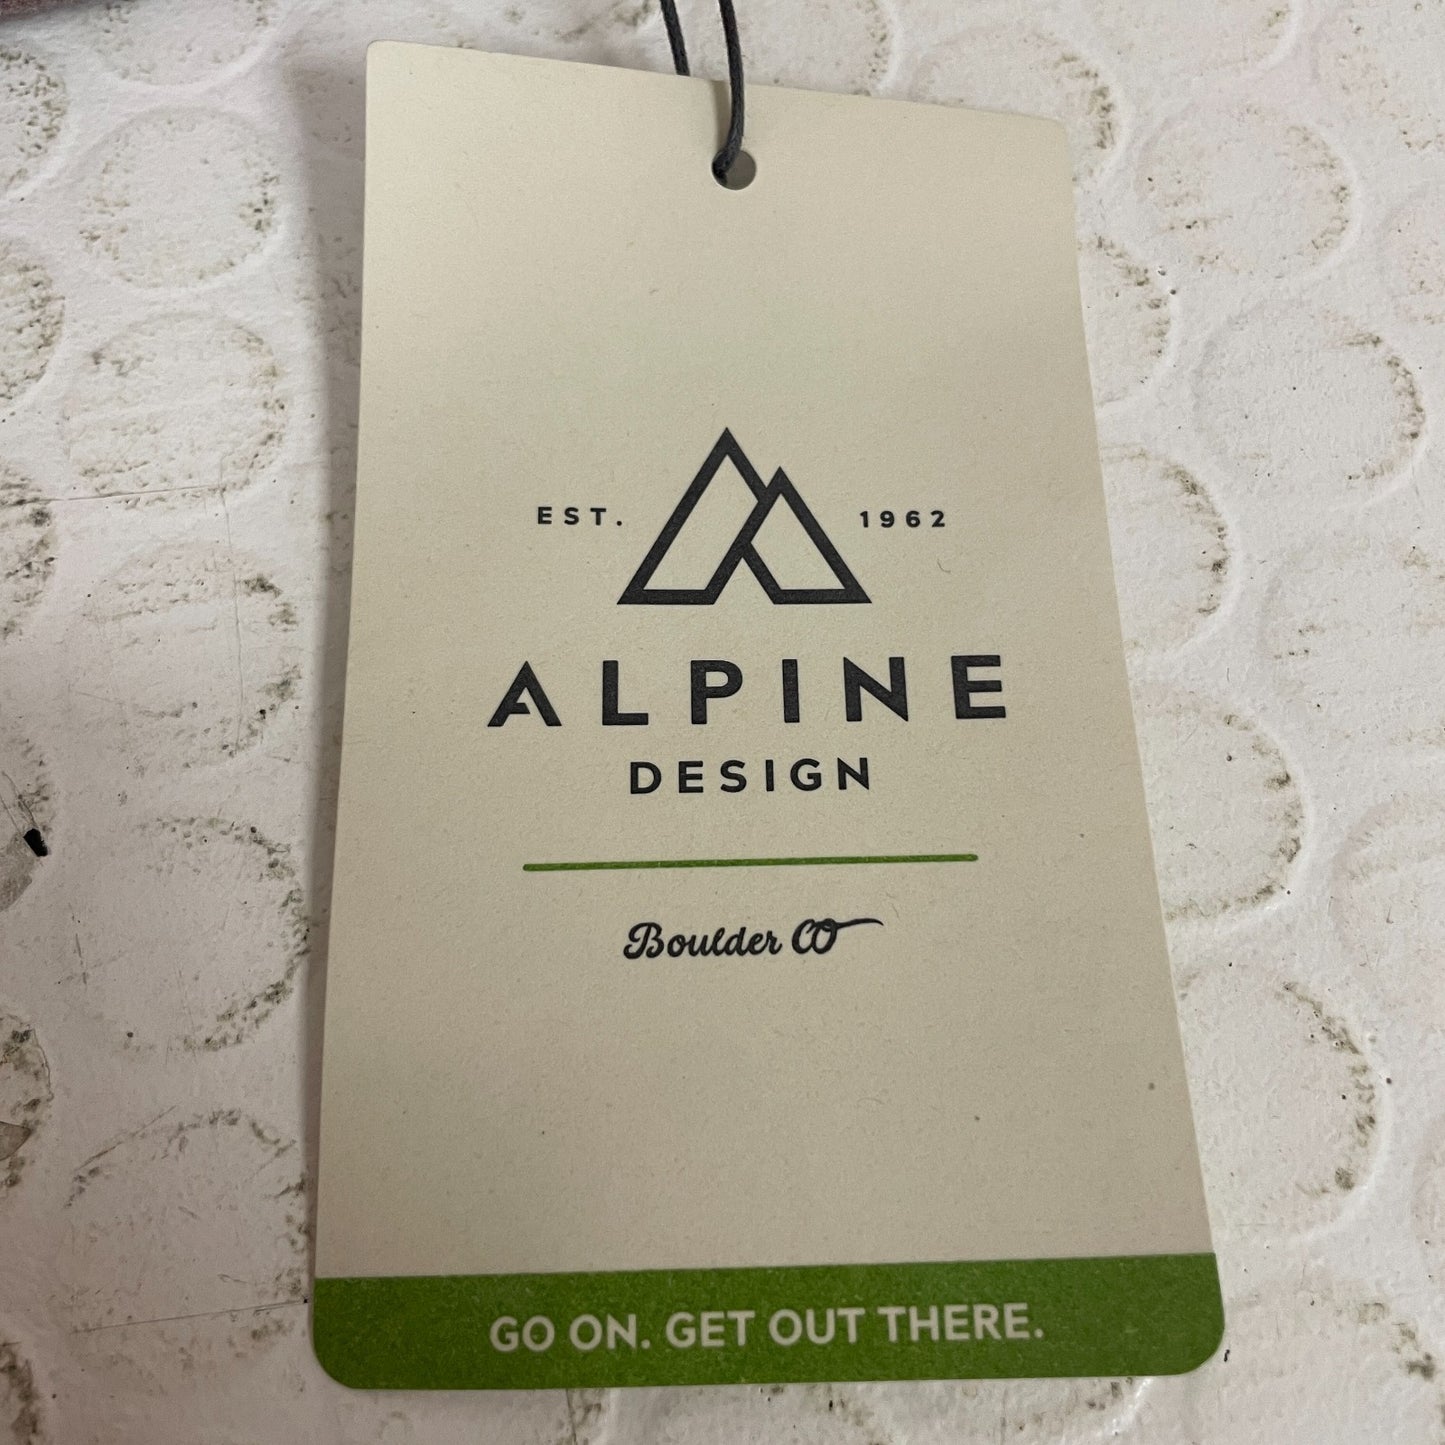 EST. 1962
ALPINE
DESIGN
Boulder CO
GO ON. GET OUT THERE.